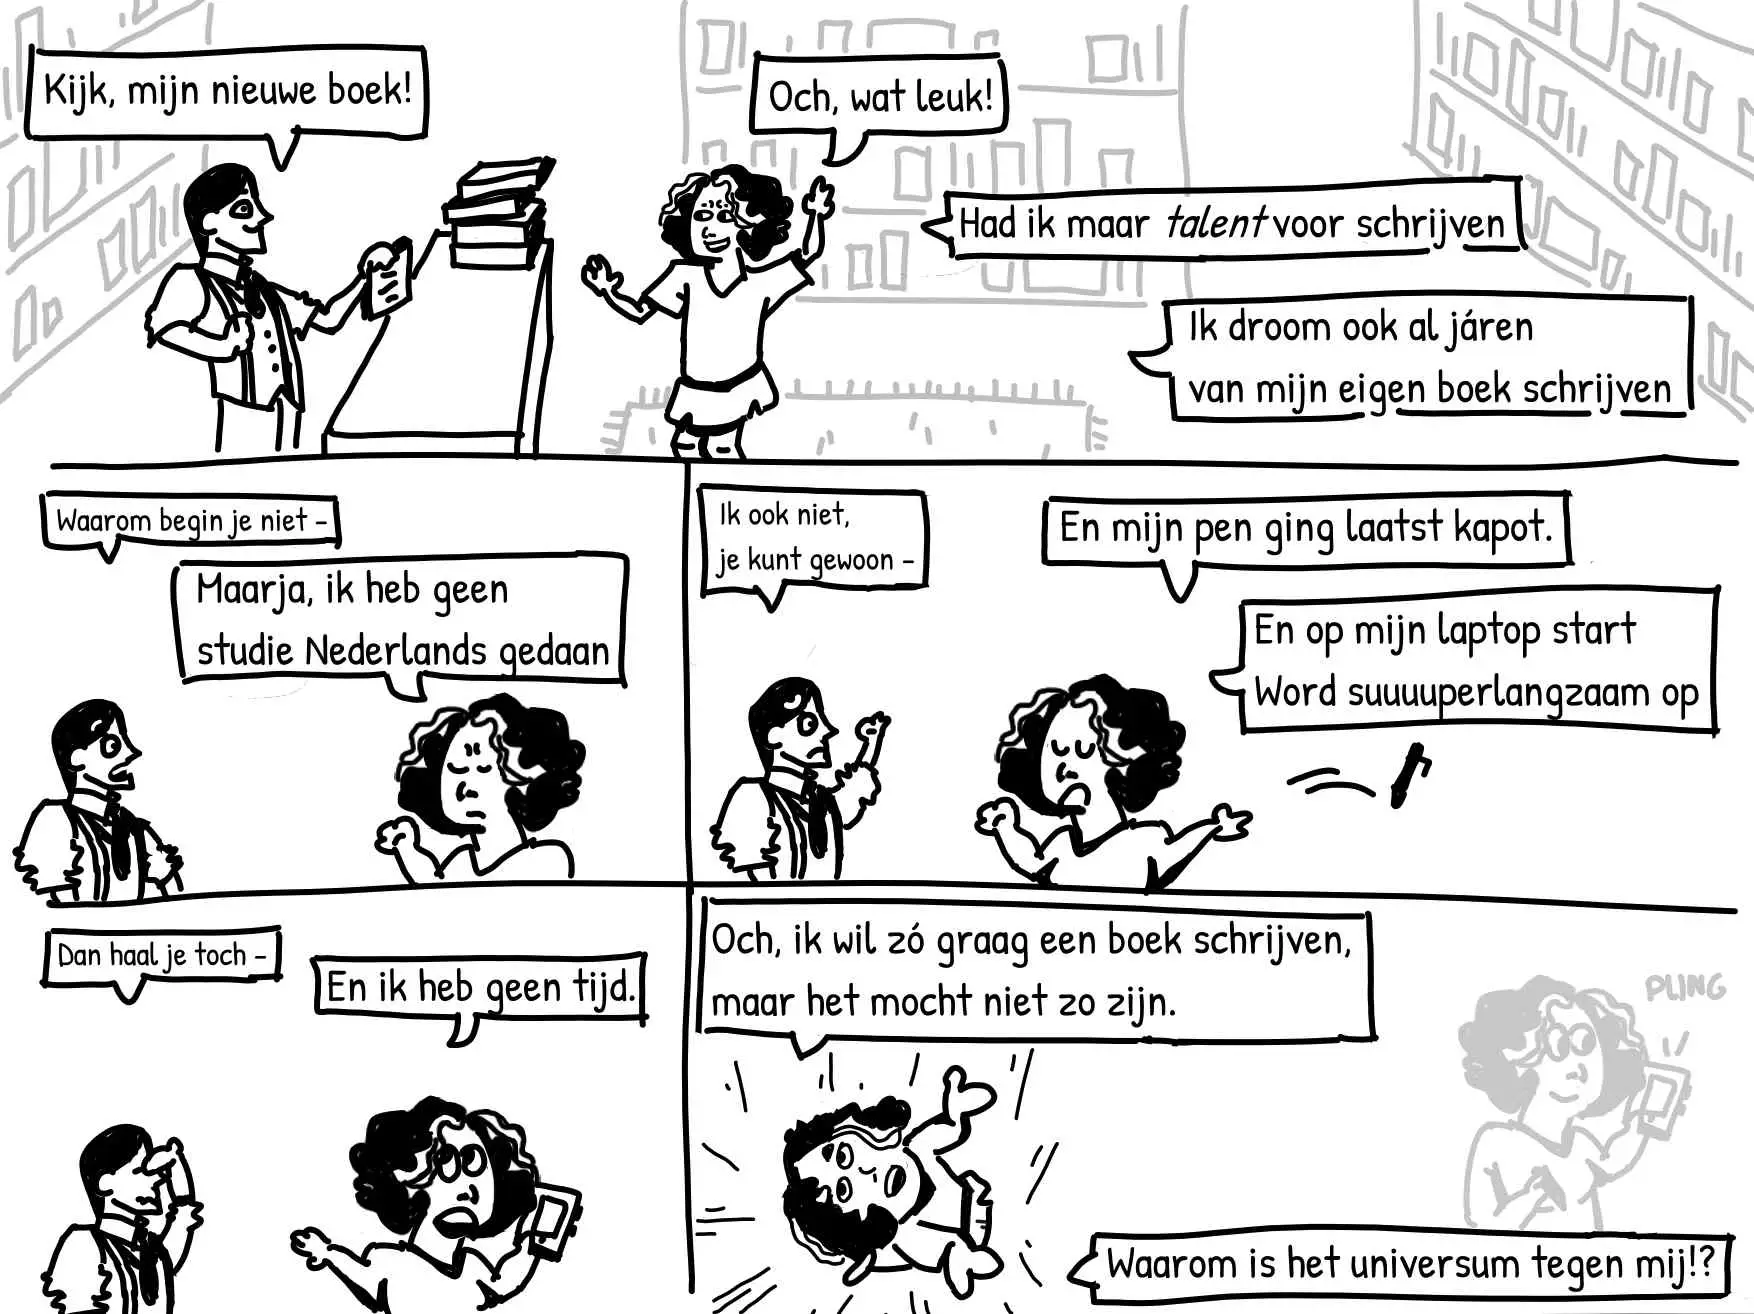 Kijk, mijn nieuwe boek!
Och, wat leuk!
Had ik maar talent voor schrijven
Ik droom ook al járen
van mijn eigen boek schrijven
Waarom begin je niet –
Maarja, ik heb geen
studie Nederlands gedaan
Ik ook niet,
je kunt gewoon –
En mijn pen ging laatst kapot.
En op mijn laptop start
Word suuuuperlangzaam op
Dan haal je toch –
En ik heb geen tijd.
Och, ik wil zó graag een boek schrijven,
maar het mocht niet zo zijn.
PLING
Waarom is het universum tegen mij!?